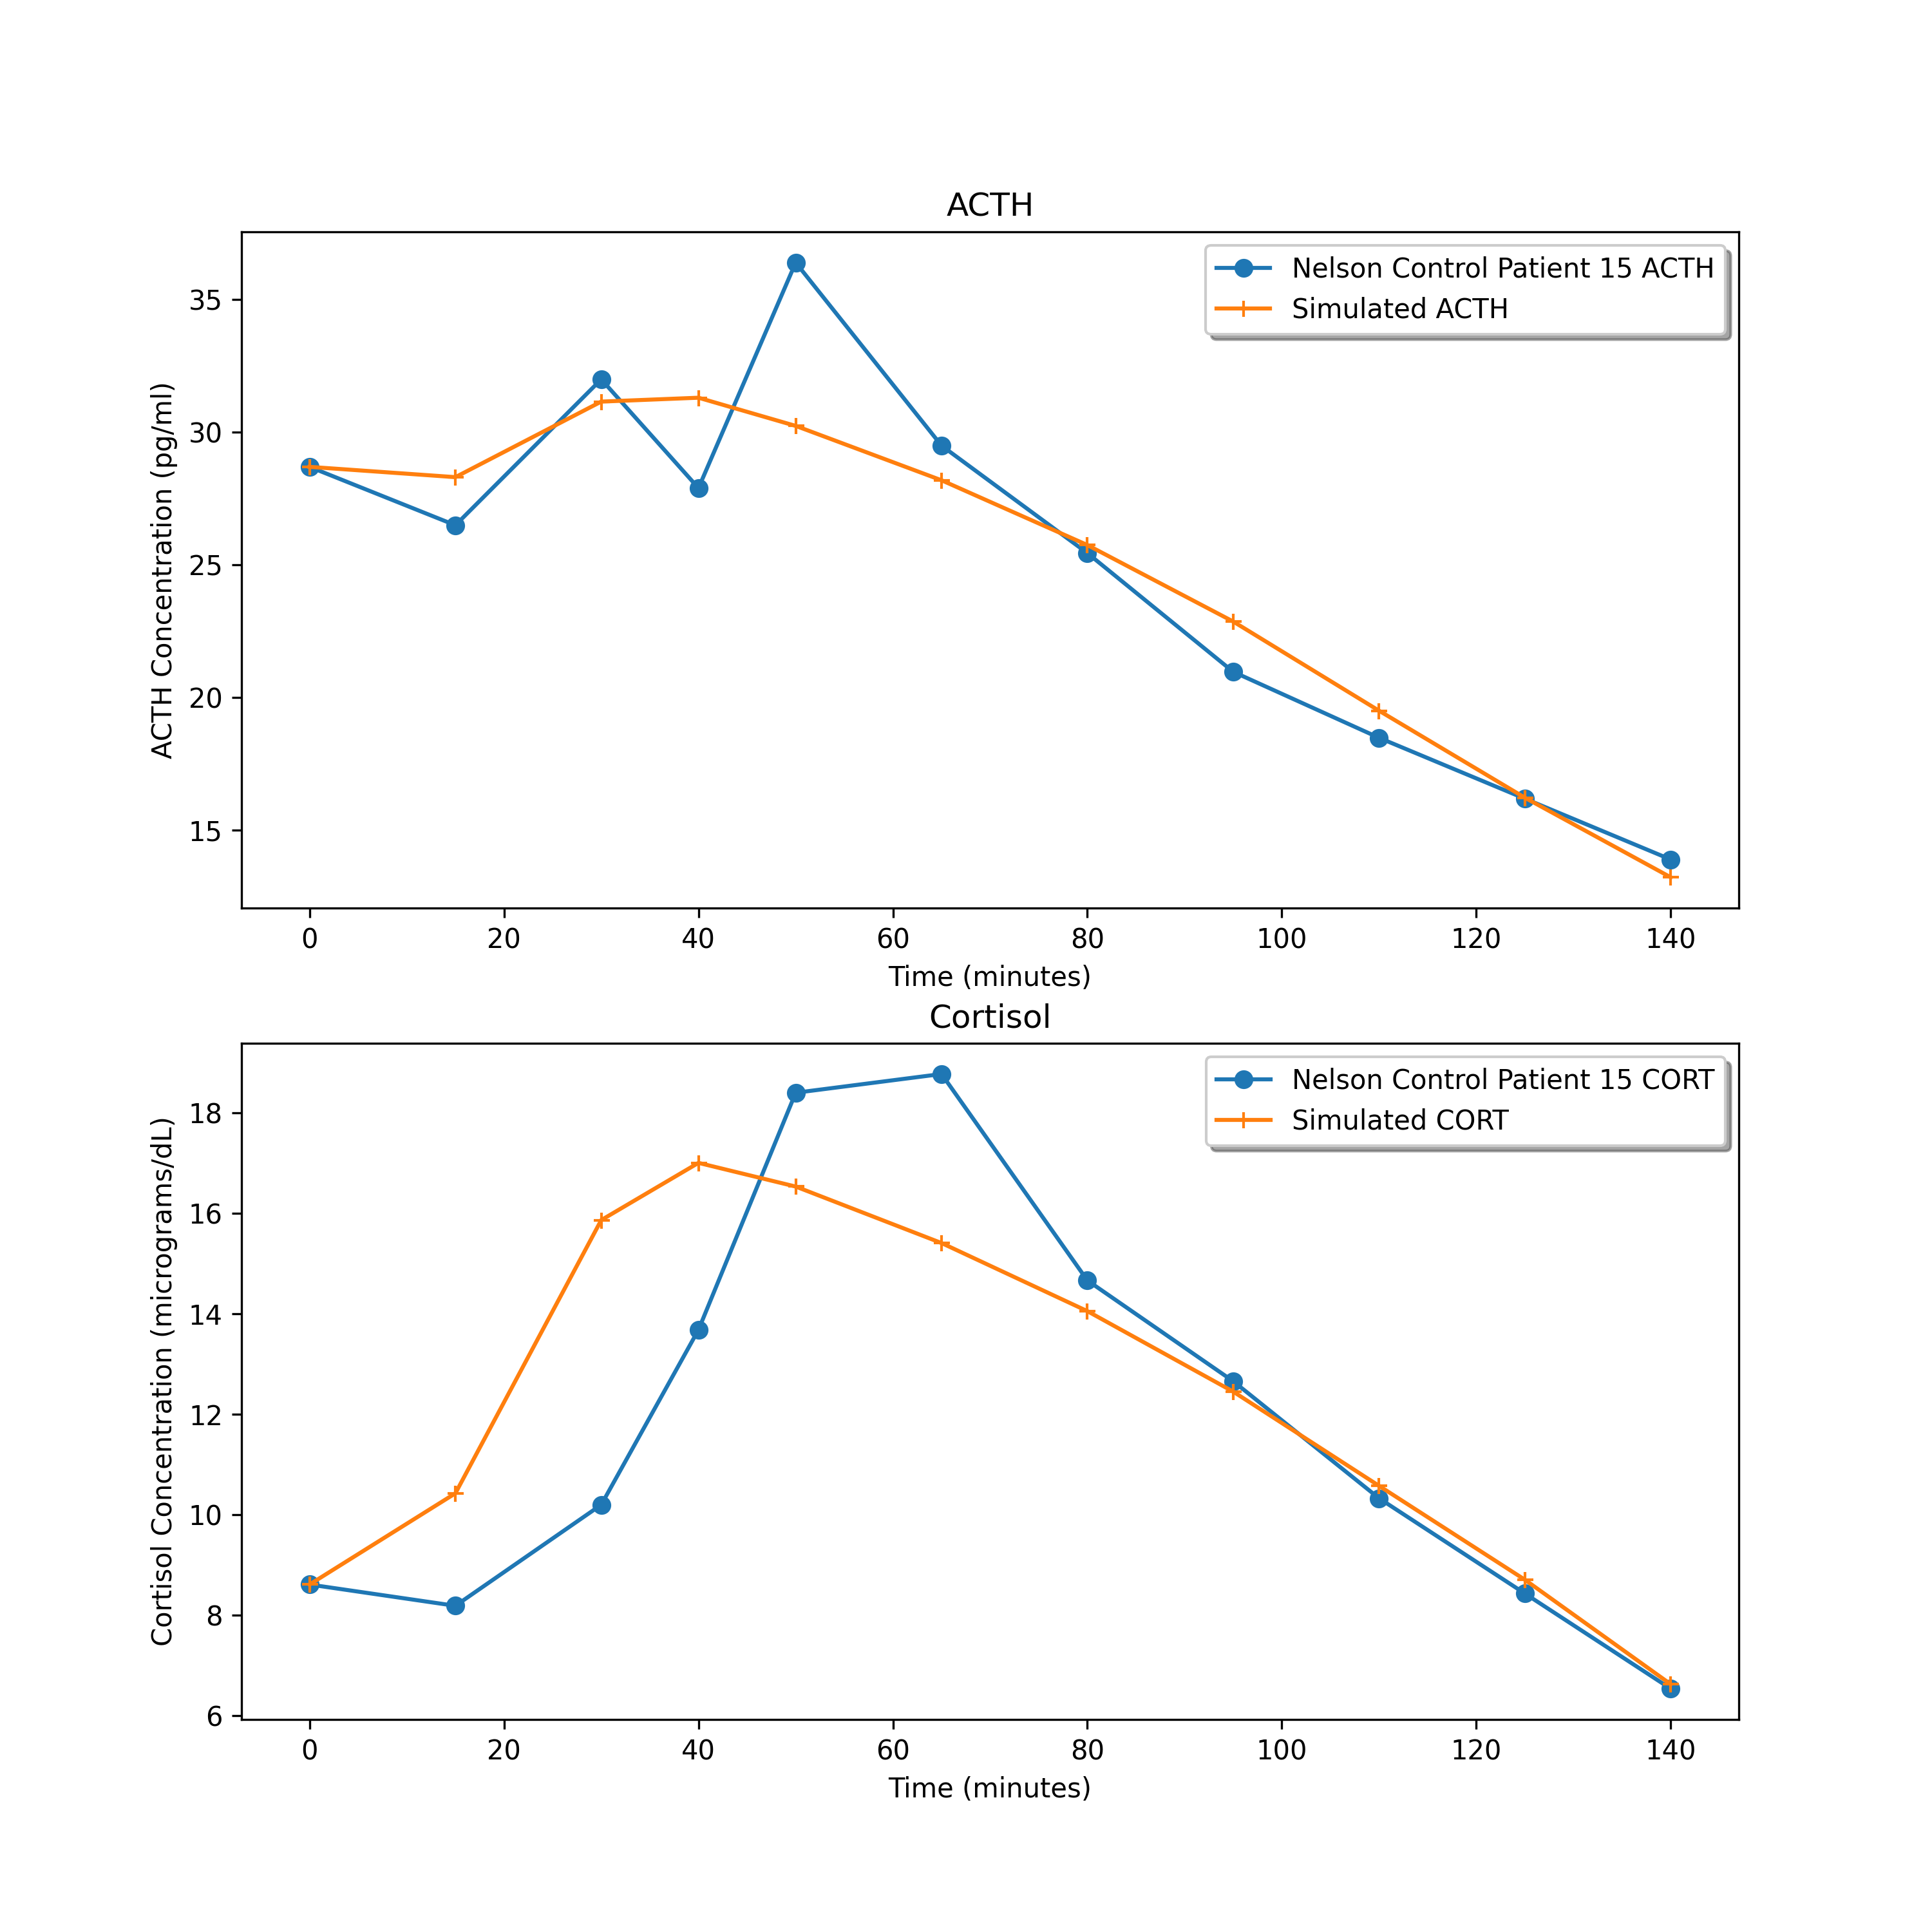 ACTH
Nelson Control Patient 15 ACTH
Simulated ACTH
ACTH Concentration (pg/ml)
35
30
25
20
15
0 20 40 60 80 100 120 140
Time (minutes)
Cortisol
Nelson Control Patient 15 CORT
Simulated CORT
Cortisol Concentration (micrograms/dL)
18
16
14
12
10
8
6
0 20 40 60 80 100 120 140
Time (minutes)